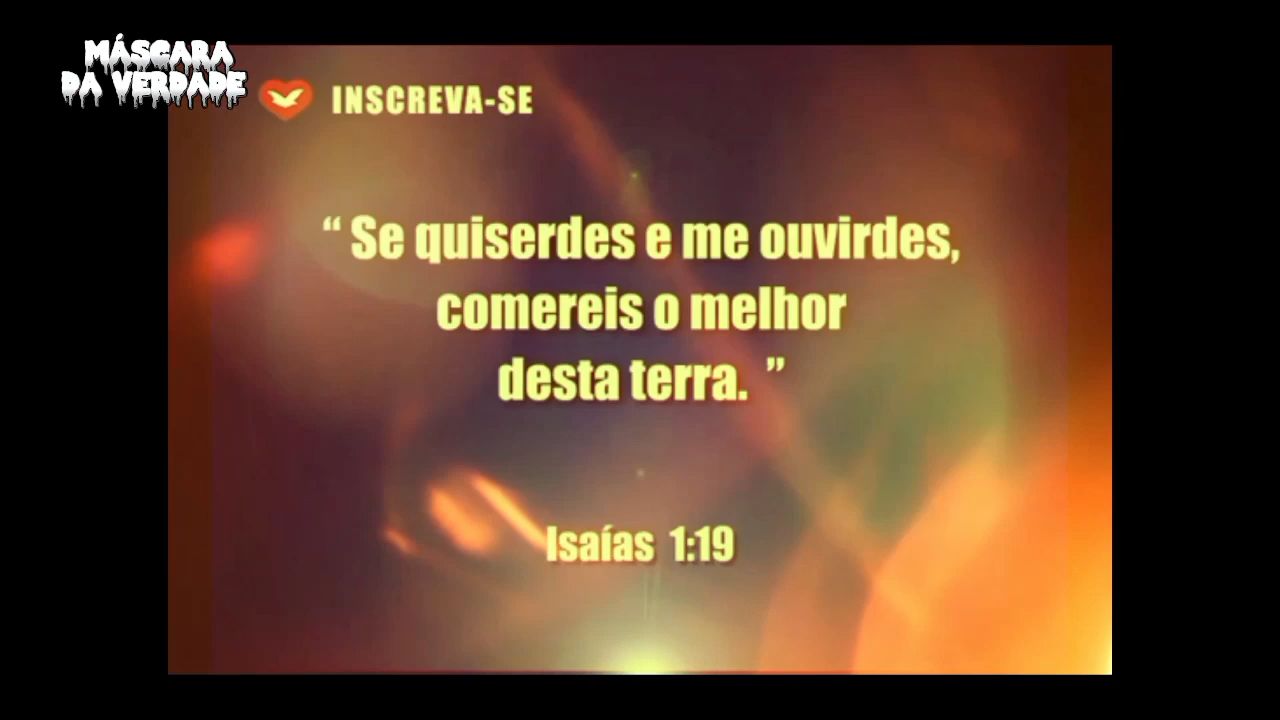 MÁSCARA
DA VERDADE
INSCREVA-SE
“ Se quiserdes e me ouvirdes,
comereis o melhor
desta terra. ”
Isaías 1:19